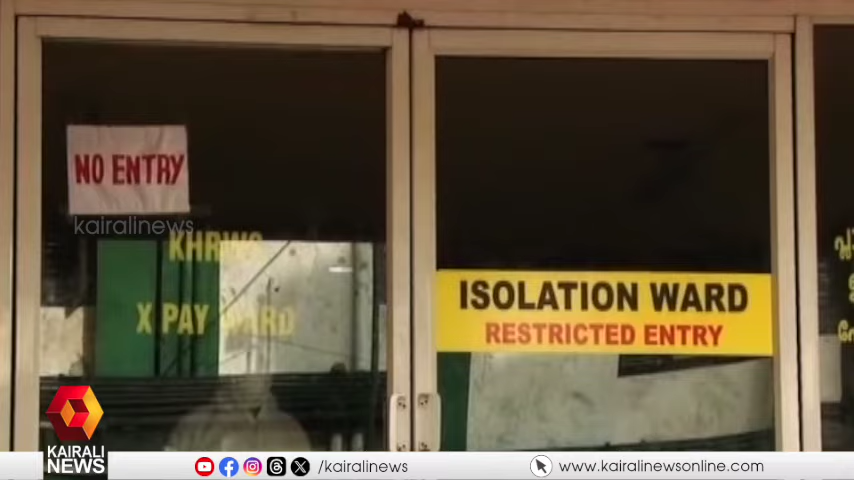 NO ENTRY
kairalinews
KHRWS
X PAY WARD
ISOLATION WARD
RESTRICTED ENTRY
KAIRALI
NEWS
/kairalinews
www.kairalinewsonline.com